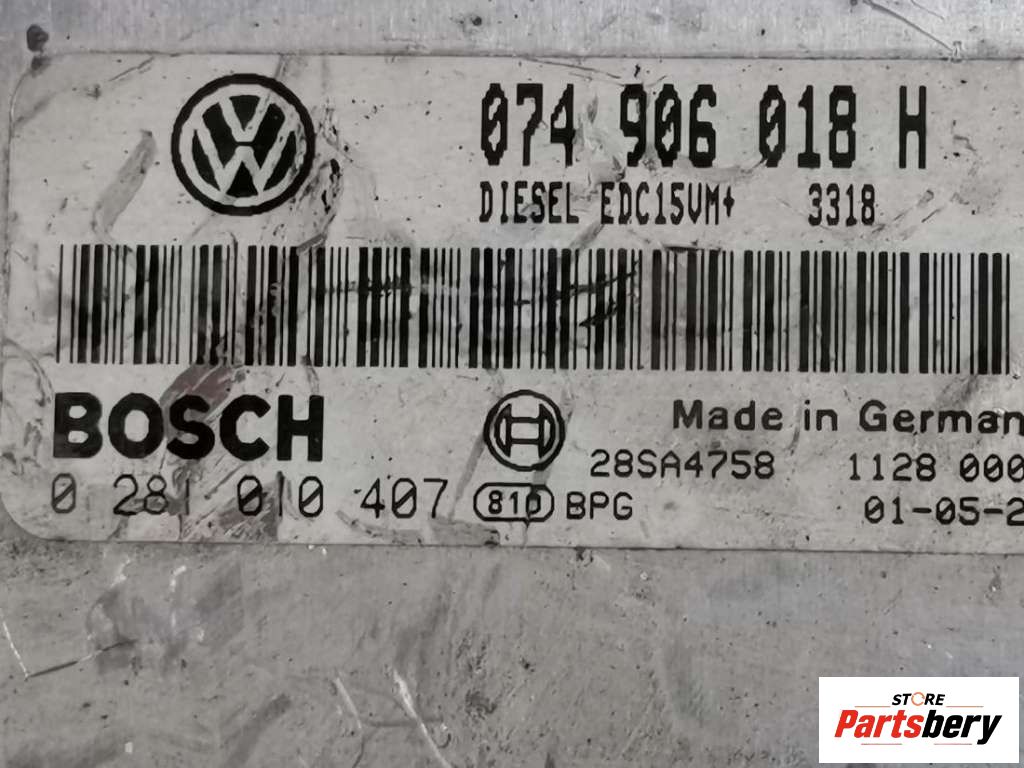 074 906 018 H
DIESEL EDC15VM+ 3318
BOSCH
Made in German
28SA4758 1128 000
0 281 010 407 810 BPG
01-05-2
STORE
Partsbery